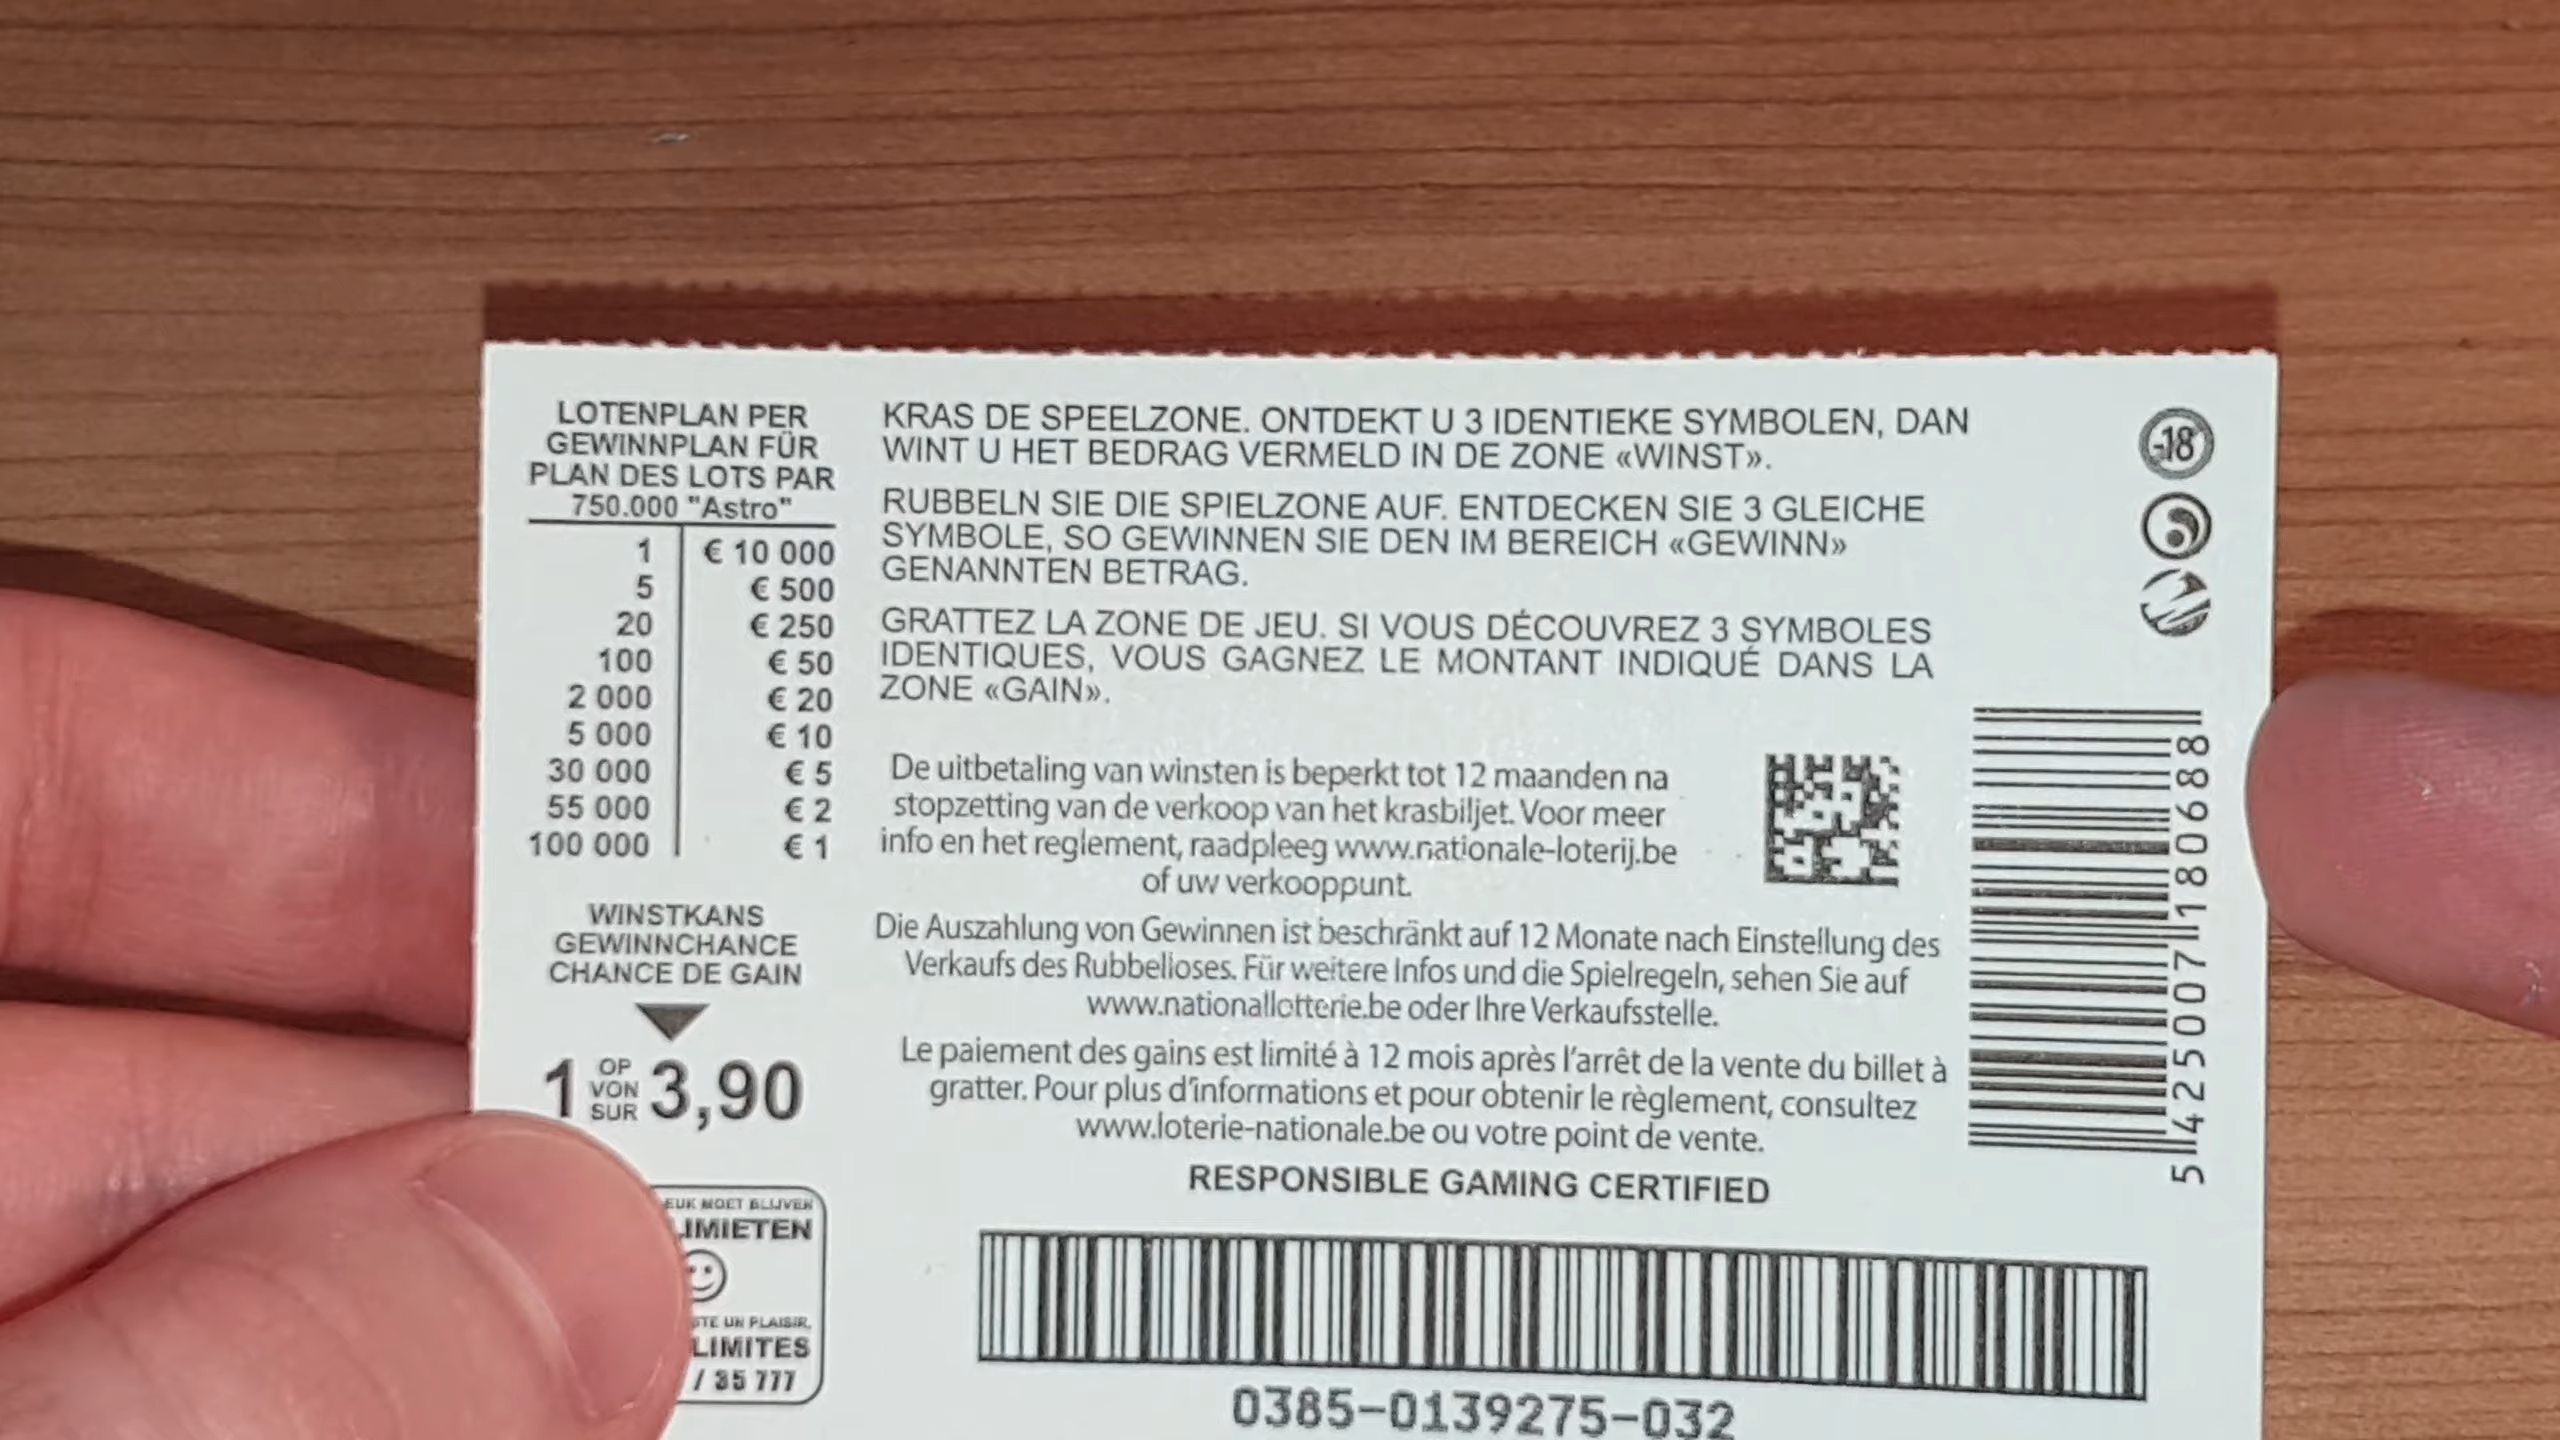 LOTENPLAN PER
GEWINNPLAN FÜR
PLAN DES LOTS PAR
750.000 "Astro"
1 € 10 000
5 € 500
20 € 250
100 € 50
2 000 € 20
5 000 € 10
30 000 € 5
55 000 € 2
100 000 € 1
WINSTKANS
GEWINNCHANCE
CHANCE DE GAIN
1 OP VON SUR 3,90
MOET BLIJVEN
LIMIETEN
UN PLAISIR,
LIMITES
/ 35 777
KRAS DE SPEELZONE. ONTDEKT U 3 IDENTIEKE SYMBOLEN, DAN
WINT U HET BEDRAG VERMELD IN DE ZONE «WINST».
RUBBELN SIE DIE SPIELZONE AUF. ENTDECKEN SIE 3 GLEICHE
SYMBOLE, SO GEWINNEN SIE DEN IM BEREICH «GEWINN»
GENANNTEN BETRAG.
GRATTEZ LA ZONE DE JEU. SI VOUS DÉCOUVREZ 3 SYMBOLES
IDENTIQUES, VOUS GAGNEZ LE MONTANT INDIQUÉ DANS LA
ZONE «GAIN».
De uitbetaling van winsten is beperkt tot 12 maanden na
stopzetting van de verkoop van het krasbiljet. Voor meer
info en het reglement, raadpleeg www.nationale-loterij.be
of uw verkooppunt.
Die Auszahlung von Gewinnen ist beschränkt auf 12 Monate nach Einstellung des
Verkaufs des Rubbelloses. Für weitere Infos und die Spielregeln, sehen Sie auf
www.nationallotterie.be oder Ihre Verkaufsstelle.
Le paiement des gains est limité à 12 mois après l'arrêt de la vente du billet à
gratter. Pour plus d'informations et pour obtenir le règlement, consultez
www.loterie-nationale.be ou votre point de vente.
RESPONSIBLE GAMING CERTIFIED
0385-0139275-032
-18
5 425007 180688